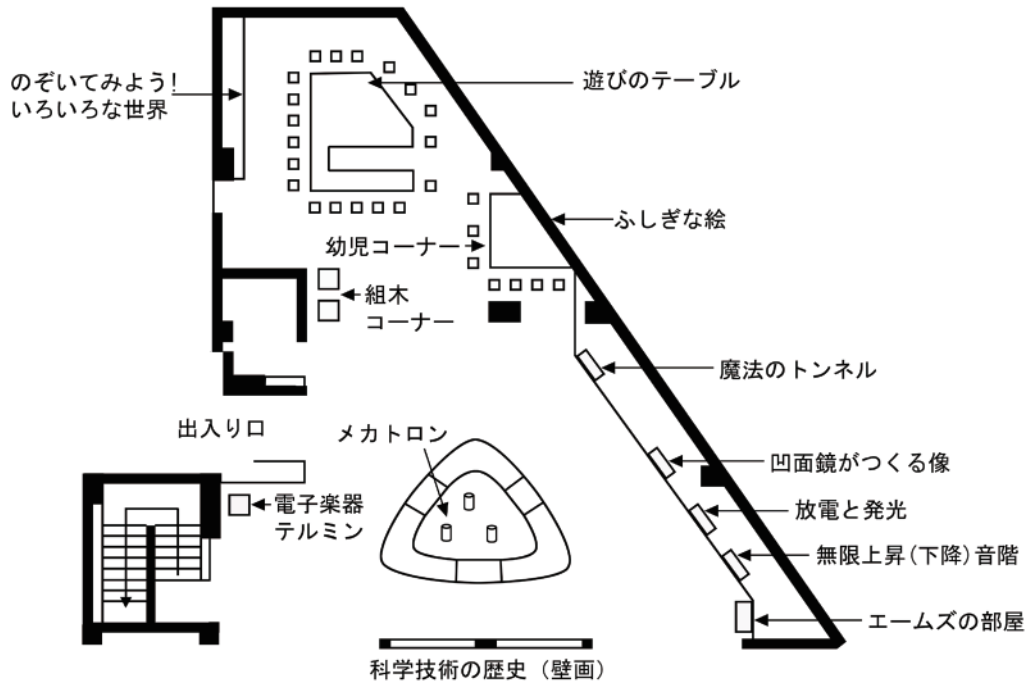 のぞいてみよう!
いろいろな世界
遊びのテーブル
ふしぎな絵
幼児コーナー
組木
コーナー
魔法のトンネル
出入り口
メカトロン
凹面鏡がつくる像
電子楽器
テルミン
放電と発光
無限上昇(下降)音階
エームズの部屋
科学技術の歴史(壁画)